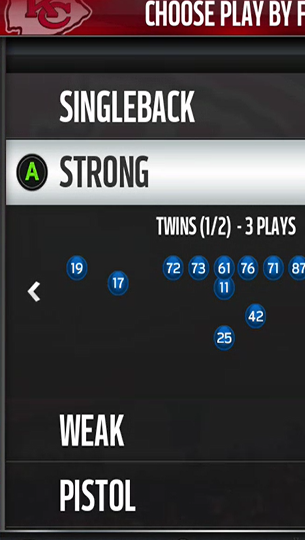 KC
CHOOSE PLAY BY F
SINGLEBACK
A STRONG
TWINS (1/2) - 3 PLAYS
19 72 73 61 76 71 87
17 11
42
25
WEAK
PISTOL